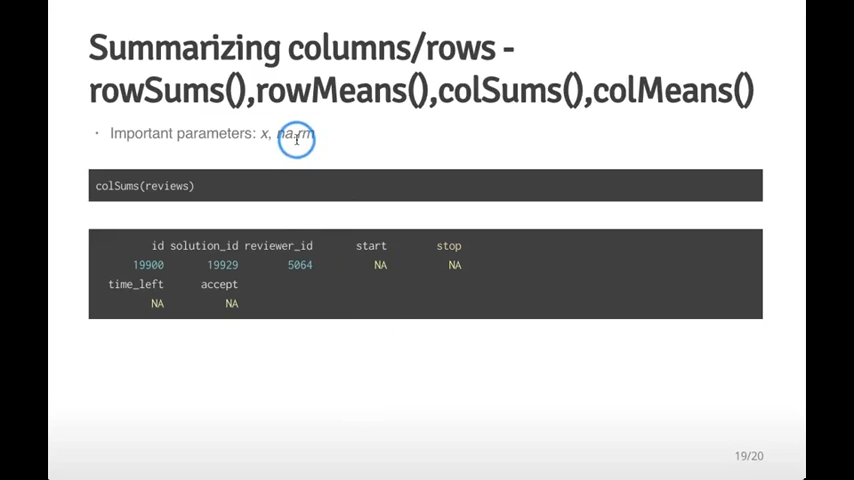 Summarizing columns/rows -
rowSums(),rowMeans(),colSums(),colMeans()
· Important parameters: x, na.rm
colSums(reviews)
id solution_id reviewer_id start stop
19900 19929 5064 NA NA
time_left accept
NA NA
19/20